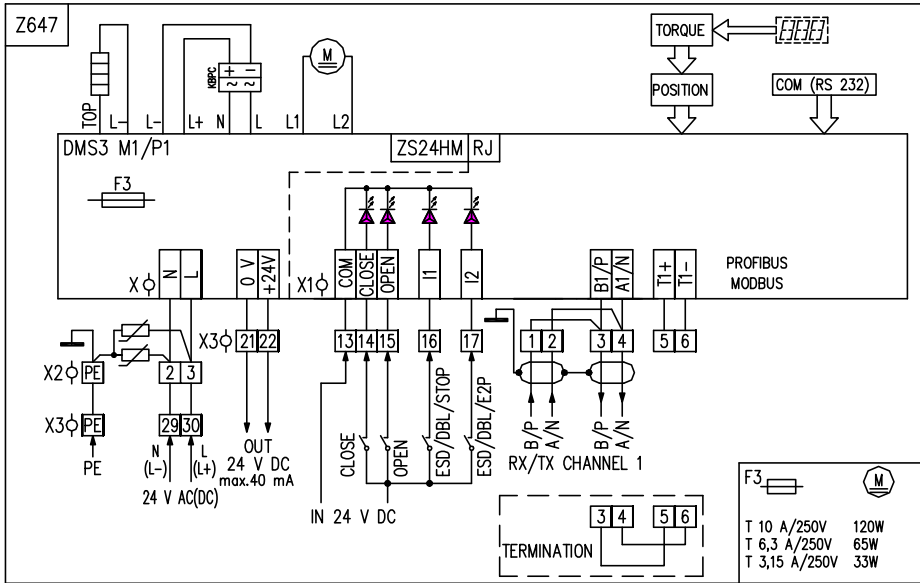 Z647
TORQUE
POSITION
COM (RS 232)
KBPC
+ −
~ ~
M
TOP L- L- L+ N L L1 L2
DMS3 M1/P1
ZS24HM RJ
F3
X N L
0 V +24V
X1 COM CLOSE OPEN I1 I2
B1/P A1/N T1+ T1-
PROFIBUS
MODBUS
X3 21 22
13 14 15 16 17
1 2 3 4 5 6
X2 PE 2 3
X3 PE 29 30
PE
N (L-)
L (L+)
24 V AC(DC)
OUT
24 V DC
max.40 mA
CLOSE
OPEN
ESD/DBL/STOP
ESD/DBL/E2P
IN 24 V DC
B/P A/N B/P A/N
RX/TX CHANNEL 1
TERMINATION
3 4 5 6
F3 M
T 10 A/250V 120W
T 6,3 A/250V 65W
T 3,15 A/250V 33W